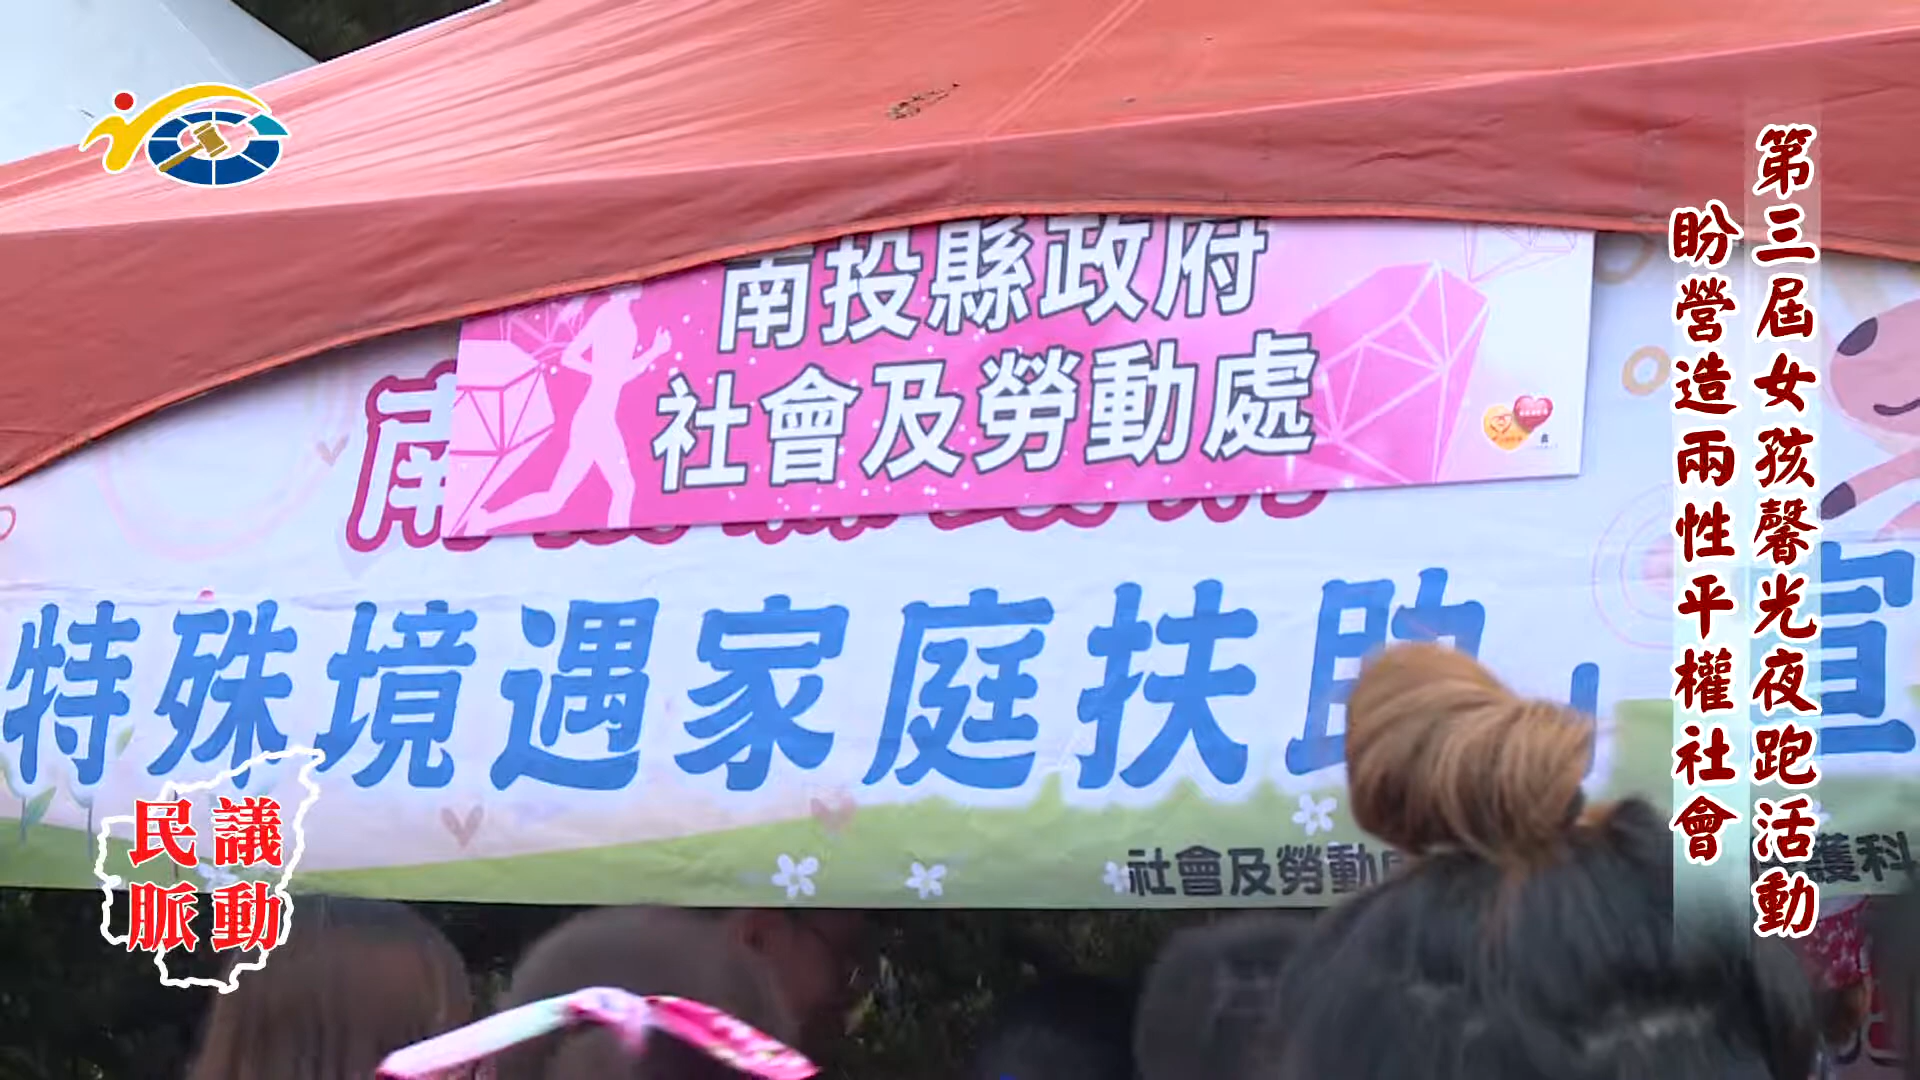 南投縣政府
社會及勞動處
南
特殊境遇家庭扶助」宣
社會及勞動
護科
第三屆女孩馨光夜跑活動
盼營造兩性平權社會
民議
脈動